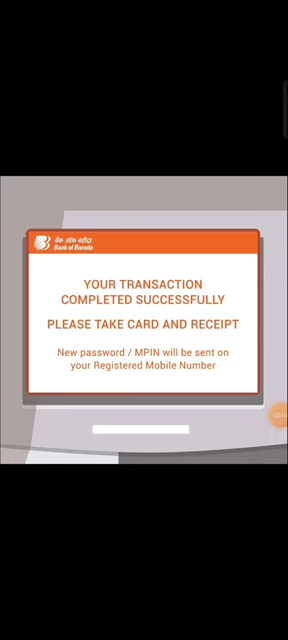 बैंक ऑफ़ बड़ौदा
Bank of Baroda
YOUR TRANSACTION
COMPLETED SUCCESSFULLY
PLEASE TAKE CARD AND RECEIPT
New password / MPIN will be sent on
your Registered Mobile Number